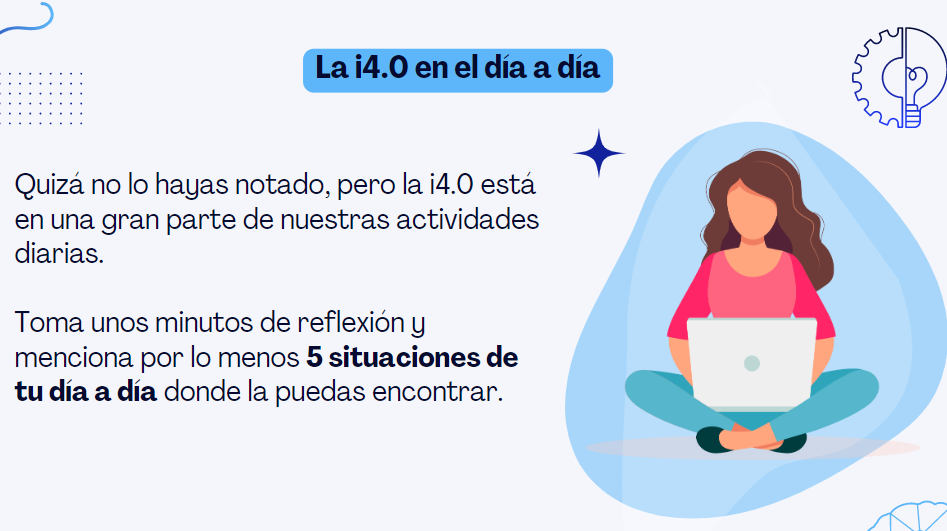 La i4.0 en el día a día
Quizá no lo hayas notado, pero la i4.0 está
en una gran parte de nuestras actividades
diarias.
Toma unos minutos de reflexión y
menciona por lo menos 5 situaciones de
tu día a día donde la puedas encontrar.